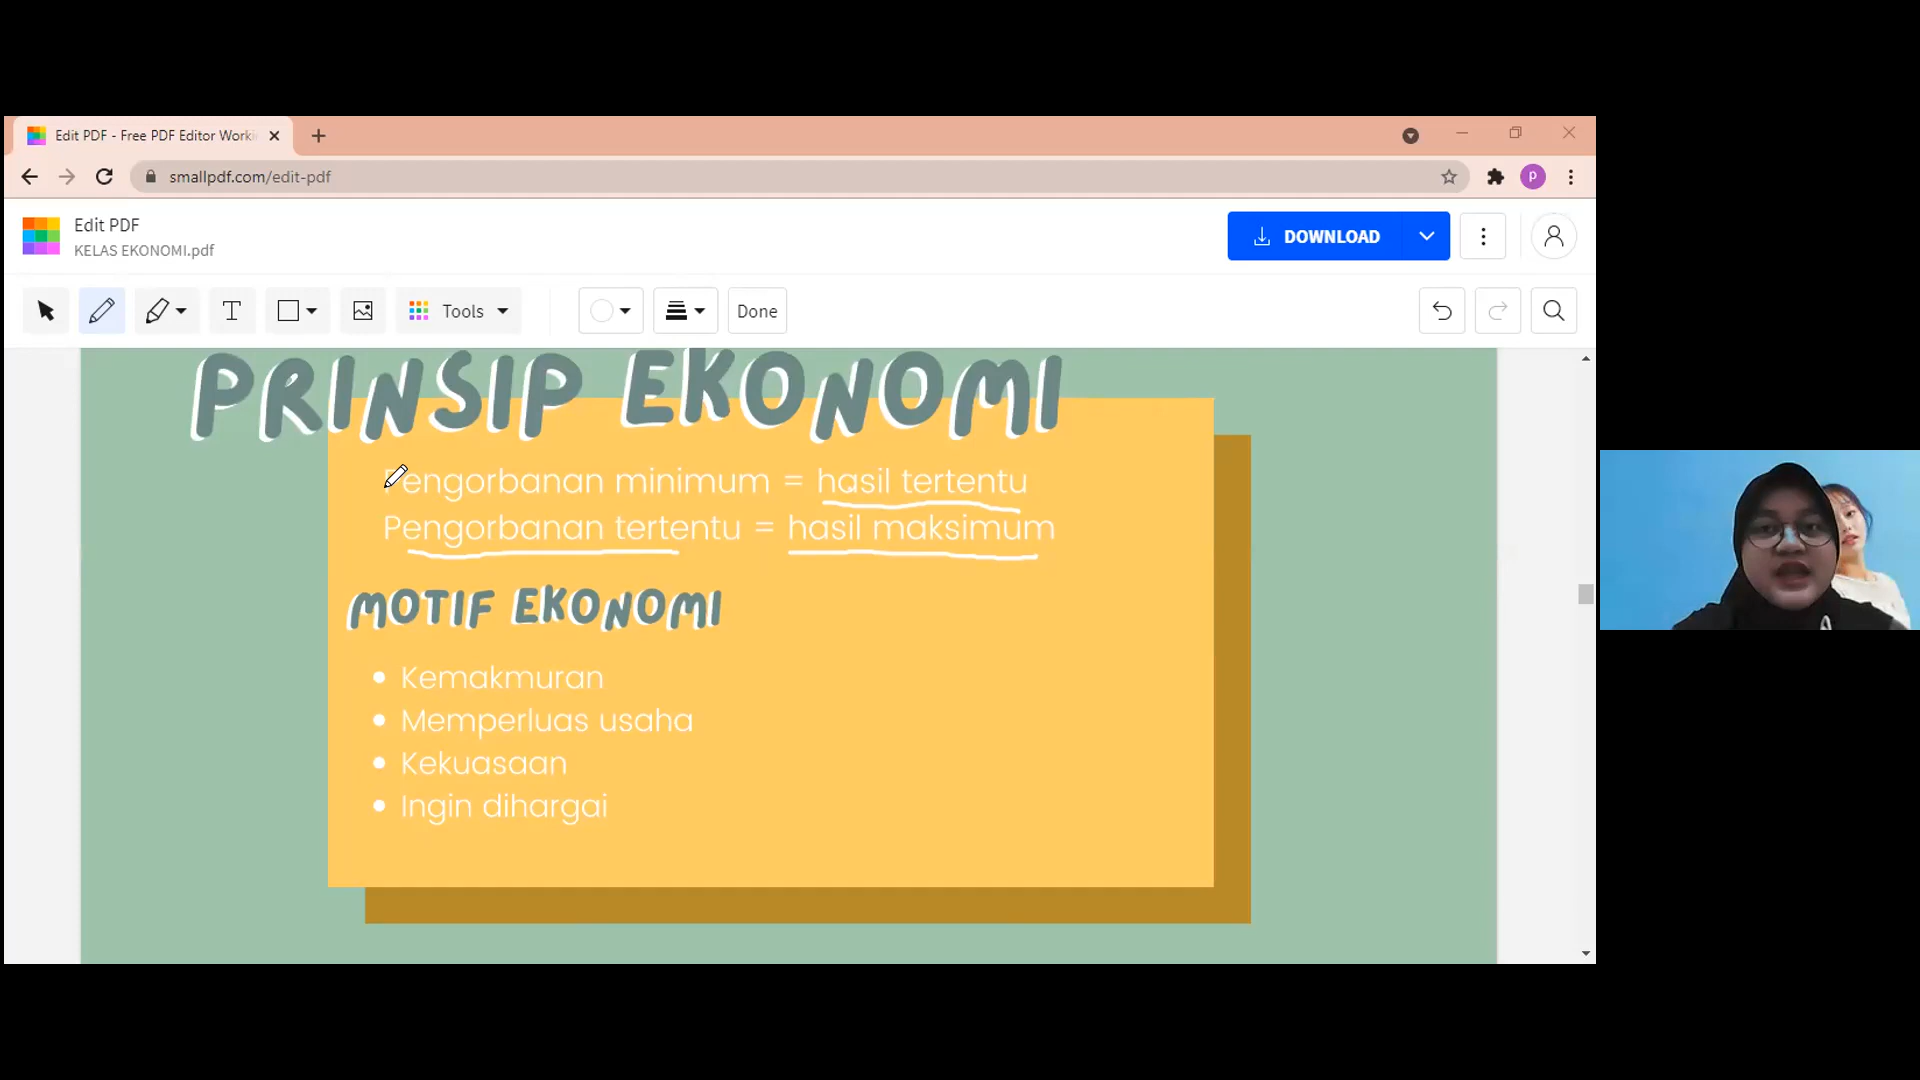 Edit PDF - Free PDF Editor Worki
smallpdf.com/edit-pdf
P
Edit PDF
KELAS EKONOMI.pdf
DOWNLOAD
T
Tools
Done
PRINSIP EKONOMI
Pengorbanan minimum = hasil tertentu
Pengorbanan tertentu = hasil maksimum
MOTIF EKONOMI
• Kemakmuran
• Memperluas usaha
• Kekuasaan
• Ingin dihargai